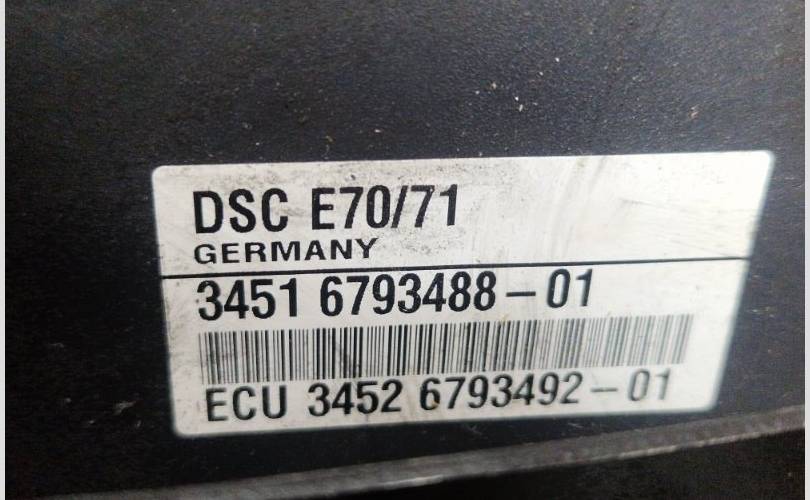 DSC E70/71
GERMANY
3451 6793488-01
ECU 3452 6793492-01